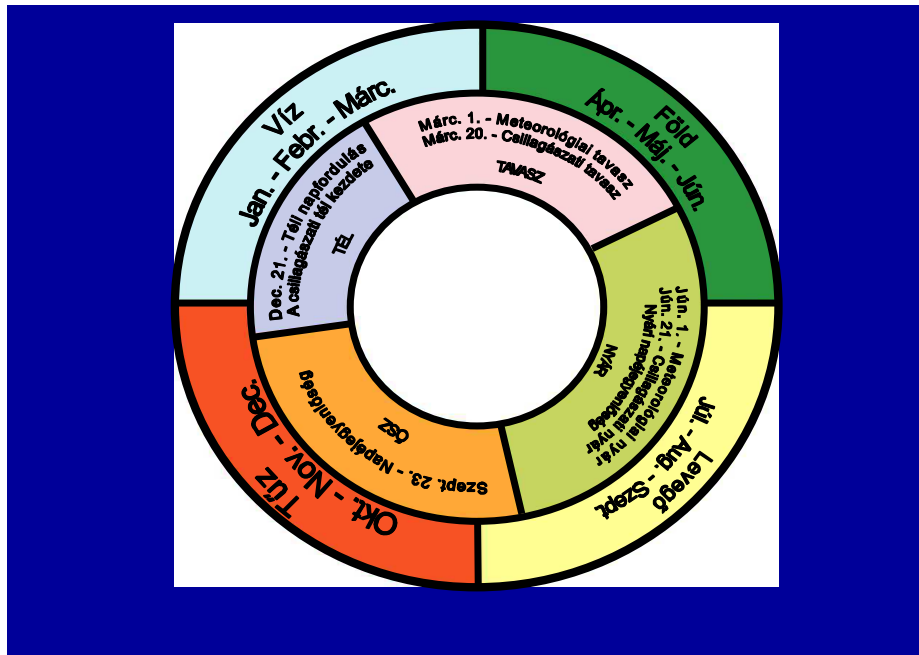 Víz
Jan. - Febr. - Márc.
Föld
Ápr. - Máj. - Jún.
Júl. - Aug. - Szept.
Levegő
Okt. - Nov. - Dec.
Tűz
Márc. 1. - Meteorológiai tavasz
Márc. 20. - Csillagászati tavasz
TAVASZ
Jún. 1. - Meteorológiai nyár
Jún. 21. - Csillagászati nyár
Nyári napéjegyenlőség
NYÁR
ŐSZ
Szept. 23. - Napéjegyenlőség
Dec. 21. - Téli napfordulás
A csillagászati tél kezdete
TÉL